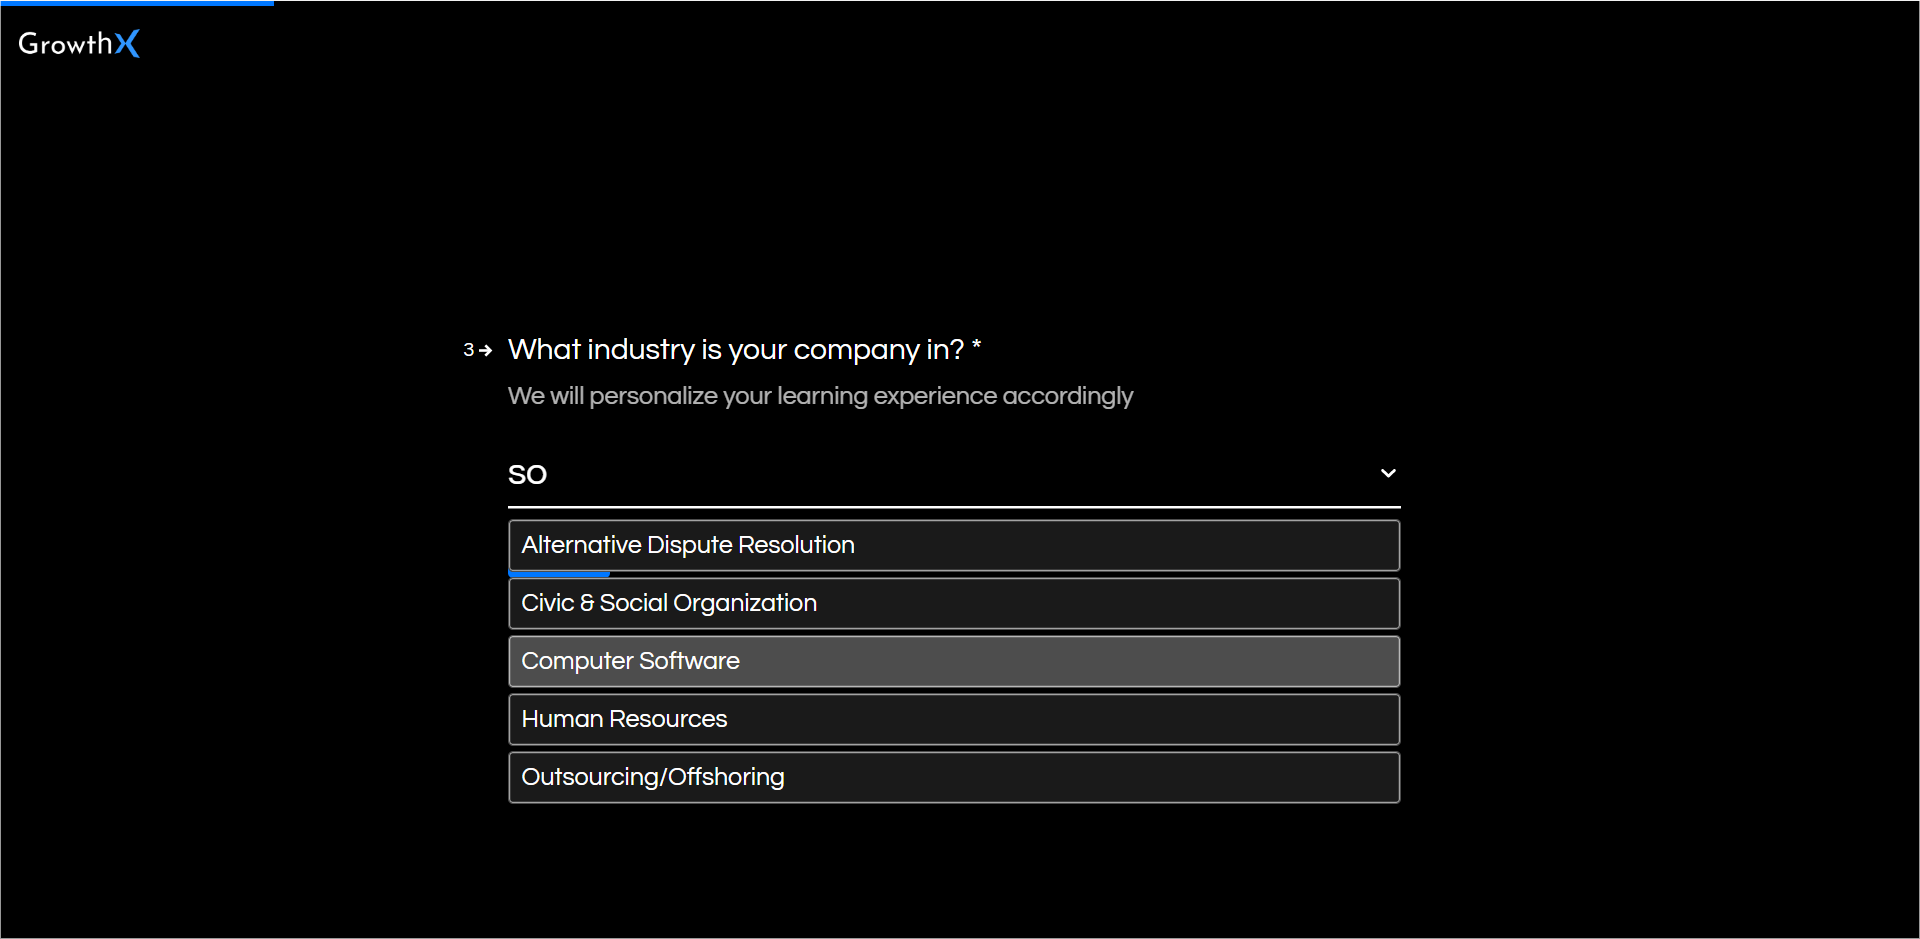 GrowthX
3 → What industry is your company in? *
We will personalize your learning experience accordingly
SO
Alternative Dispute Resolution
Civic & Social Organization
Computer Software
Human Resources
Outsourcing/Offshoring